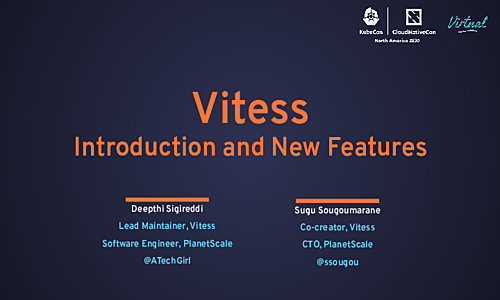 KubeCon
CloudNativeCon
North America 2020
Virtual
Vitess
Introduction and New Features
Deepthi Sigireddi
Lead Maintainer, Vitess
Software Engineer, PlanetScale
@ATechGirl
Sugu Sougoumarane
Co-creator, Vitess
CTO, PlanetScale
@ssougou